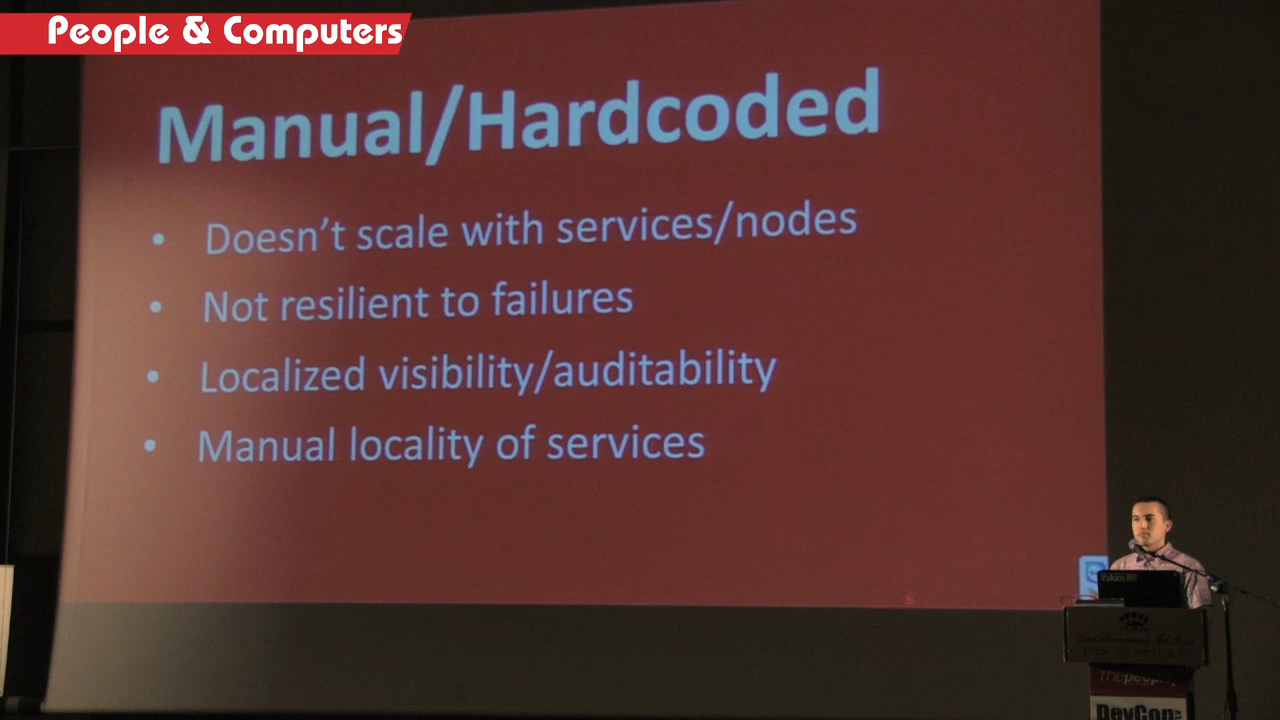 People & Computers
Manual/Hardcoded
• Doesn't scale with services/nodes
• Not resilient to failures
• Localized visibility/auditability
• Manual locality of services
thepeople
DevCon